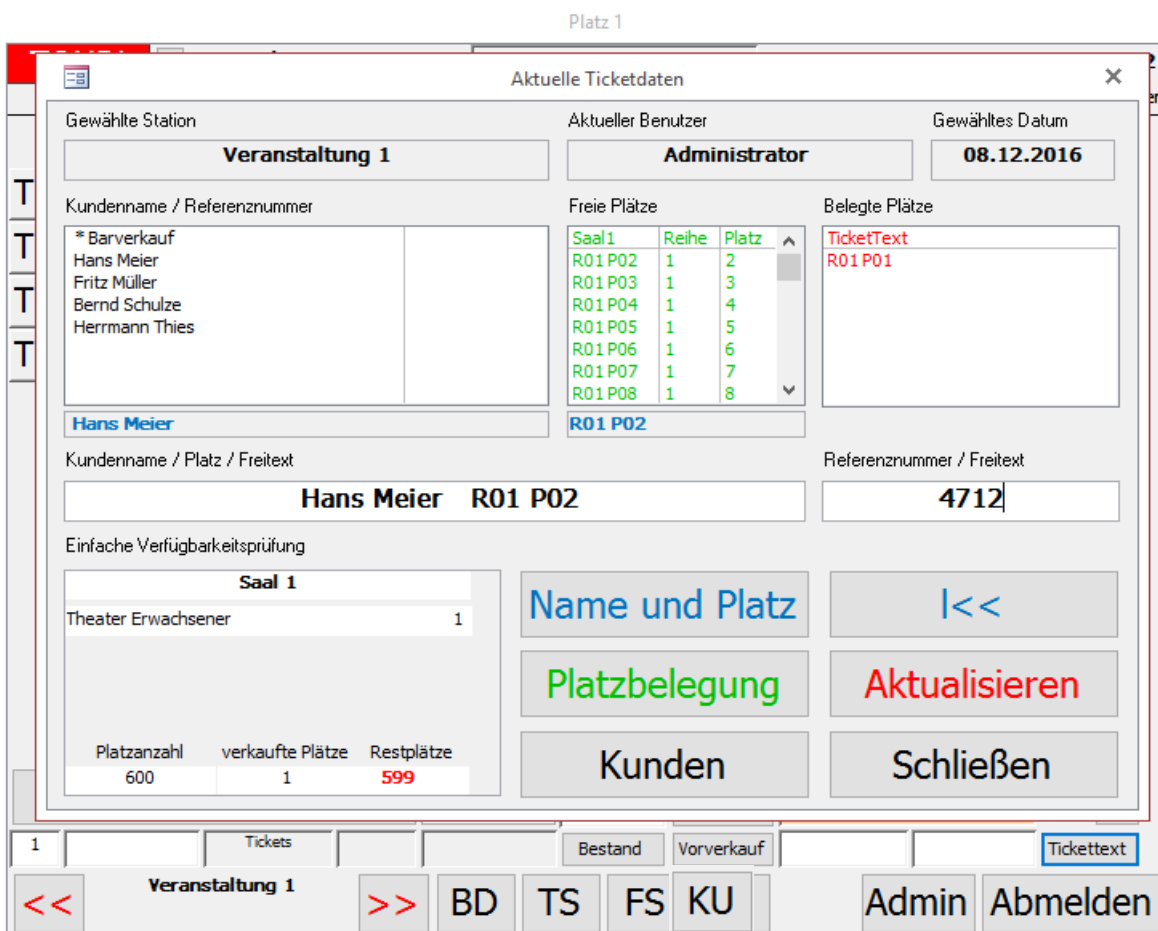 Platz 1
Aktuelle Ticketdaten
Gewählte Station
Aktueller Benutzer
Gewähltes Datum
Veranstaltung 1
Administrator
08.12.2016
Kundenname / Referenznummer
Freie Plätze
Belegte Plätze
* Barverkauf
Hans Meier
Fritz Müller
Bernd Schulze
Herrmann Thies
Saal1 Reihe Platz
R01 P02 1 2
R01 P03 1 3
R01 P04 1 4
R01 P05 1 5
R01 P06 1 6
R01 P07 1 7
R01 P08 1 8
TicketText
R01 P01
Hans Meier
R01 P02
Kundenname / Platz / Freitext
Referenznummer / Freitext
Hans Meier R01 P02
4712
Einfache Verfügbarkeitsprüfung
Saal 1
Theater Erwachsener 1
Platzanzahl verkaufte Plätze Restplätze
600 1 599
Name und Platz
|<<
Platzbelegung
Aktualisieren
Kunden
Schließen
T
T
T
T
1
Tickets
Bestand
Vorverkauf
Tickettext
<<
Veranstaltung 1
>>
BD
TS
FS
KU
Admin
Abmelden